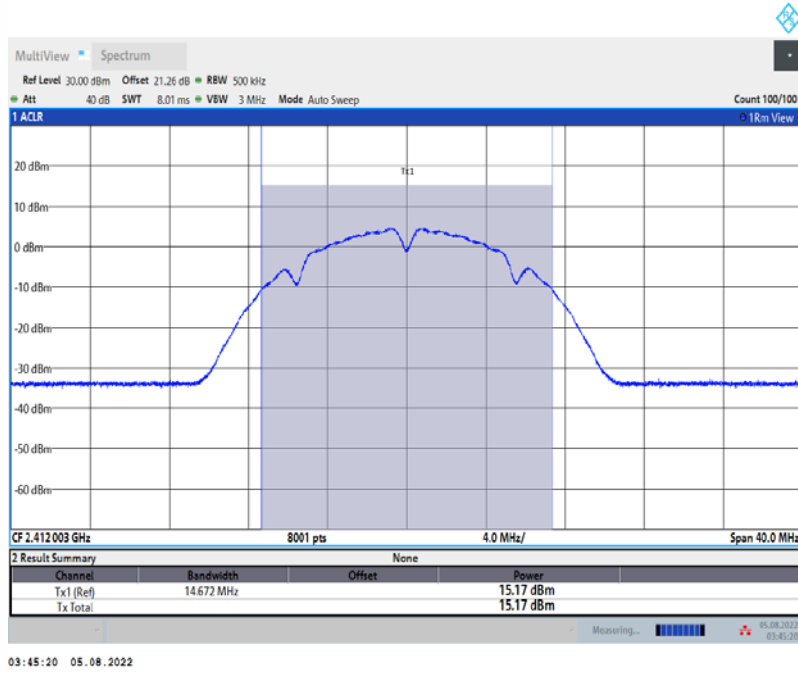 R S
MultiView Spectrum
Ref Level 30.00 dBm Offset 21.26 dB RBW 500 kHz
Att 40 dB SWT 8.01 ms VBW 3 MHz Mode Auto Sweep Count 100/100
1 ACLR 1Rm View
Tx1
20 dBm
10 dBm
0 dBm
-10 dBm
-20 dBm
-30 dBm
-40 dBm
-50 dBm
-60 dBm
CF 2.412003 GHz 8001 pts 4.0 MHz/ Span 40.0 MHz
2 Result Summary None
Channel Bandwidth Offset Power
Tx1 (Ref) 14.672 MHz 15.17 dBm
Tx Total 15.17 dBm
Measuring... 05.08.2022
03:45:20
03:45:20 05.08.2022